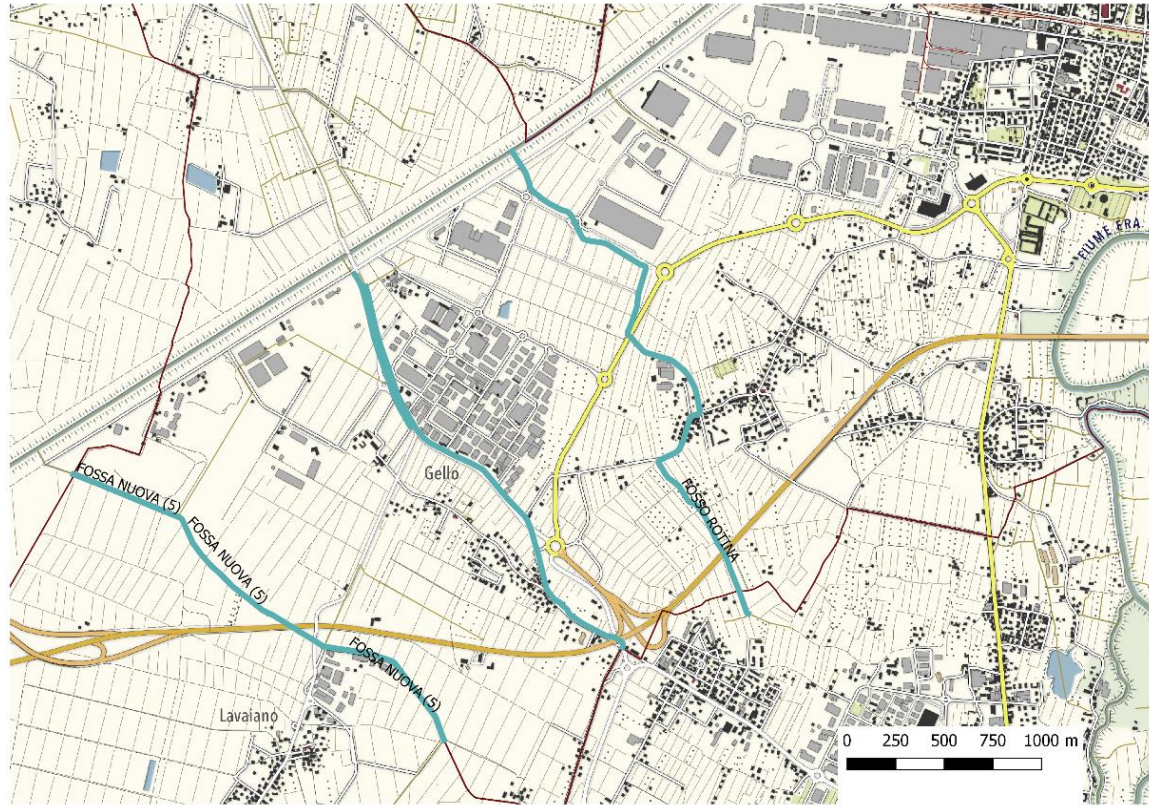 FIUME ERA
Gello
FOSSA NUOVA (5)
FOSSA NUOVA (5)
FOSSO ROTINA
FOSSA NUOVA (5)
Lavaiano
0 250 500 750 1000 m